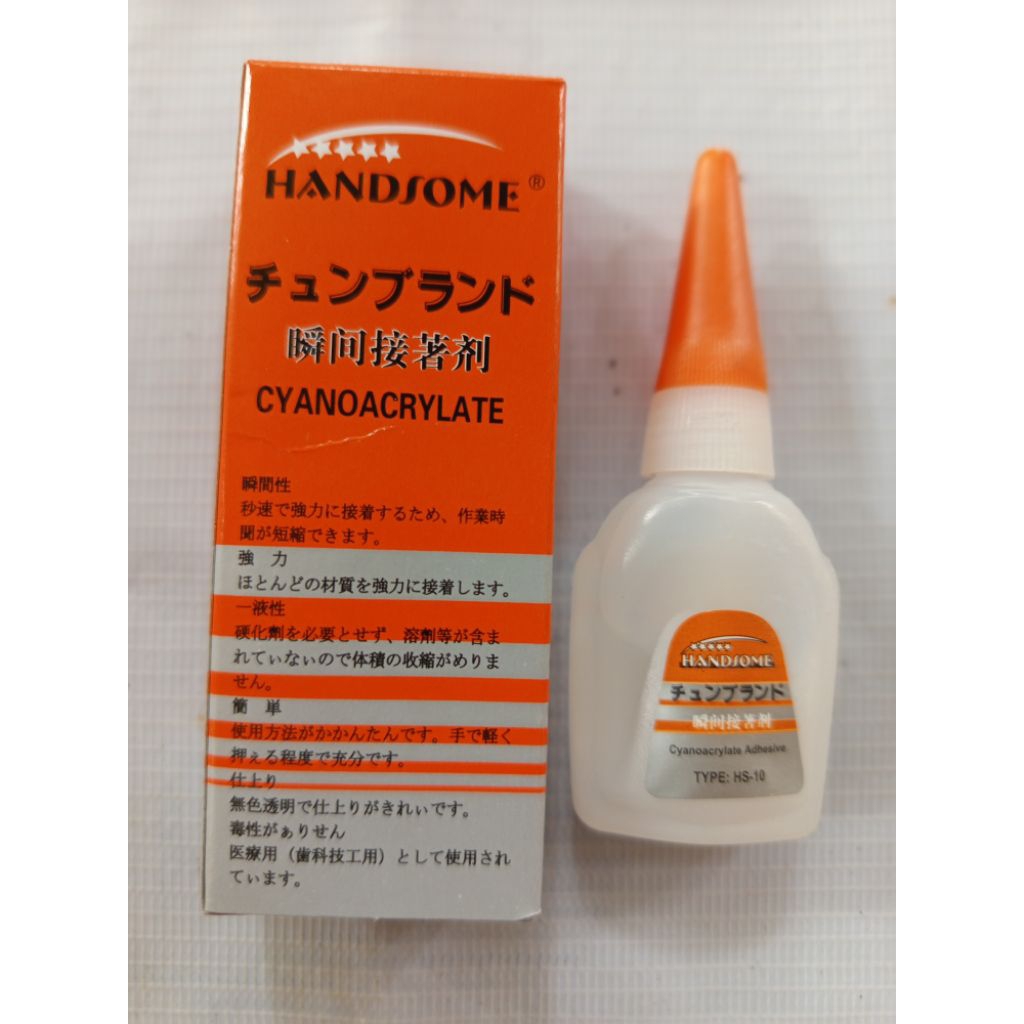 HANDSOME®
チュンブランド
瞬间接著剂
CYANOACRYLATE
瞬間性
秒速で強力に接着するため、作業時
聞が短縮できます。
強 力
ほとんどの材質を強力に接着します。
一液性
硬化劑を必要とせず、溶劑等が含ま
れてぃないので体積の収縮がめりま
せん。
簡 単
使用方法がかかんたんです。手で軽く
押える程度で充分です。
仕上り
無色透明で仕上りがきれぃです。
毒性がぁりせん
医療用（歯科技工用）として使用され
てぃます。
HANDSOME
チュンブランド
瞬间接著剂
Cyanoacrylate Adhesive
TYPE: HS-10